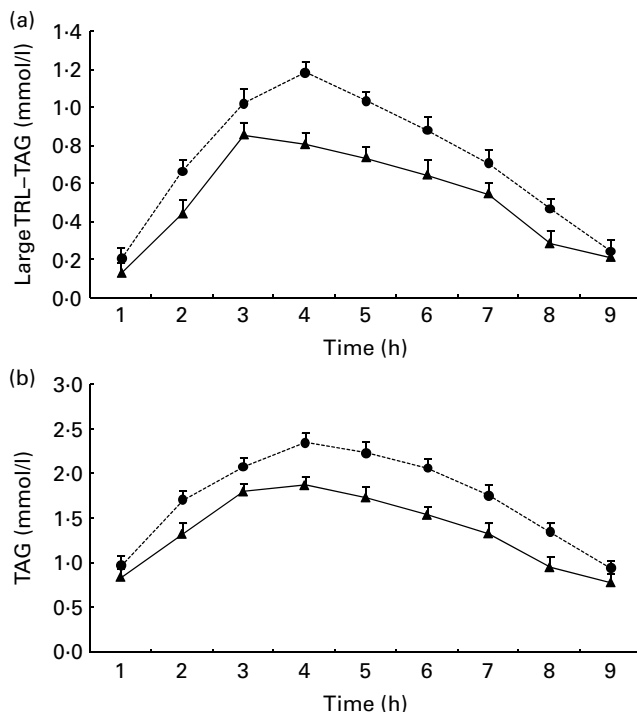 (a)
Large TRL–TAG (mmol/l)
1·4
1·2
1·0
0·8
0·6
0·4
0·2
0·0
1 2 3 4 5 6 7 8 9
Time (h)
(b)
TAG (mmol/l)
3·0
2·5
2·0
1·5
1·0
0·5
0·0
1 2 3 4 5 6 7 8 9
Time (h)